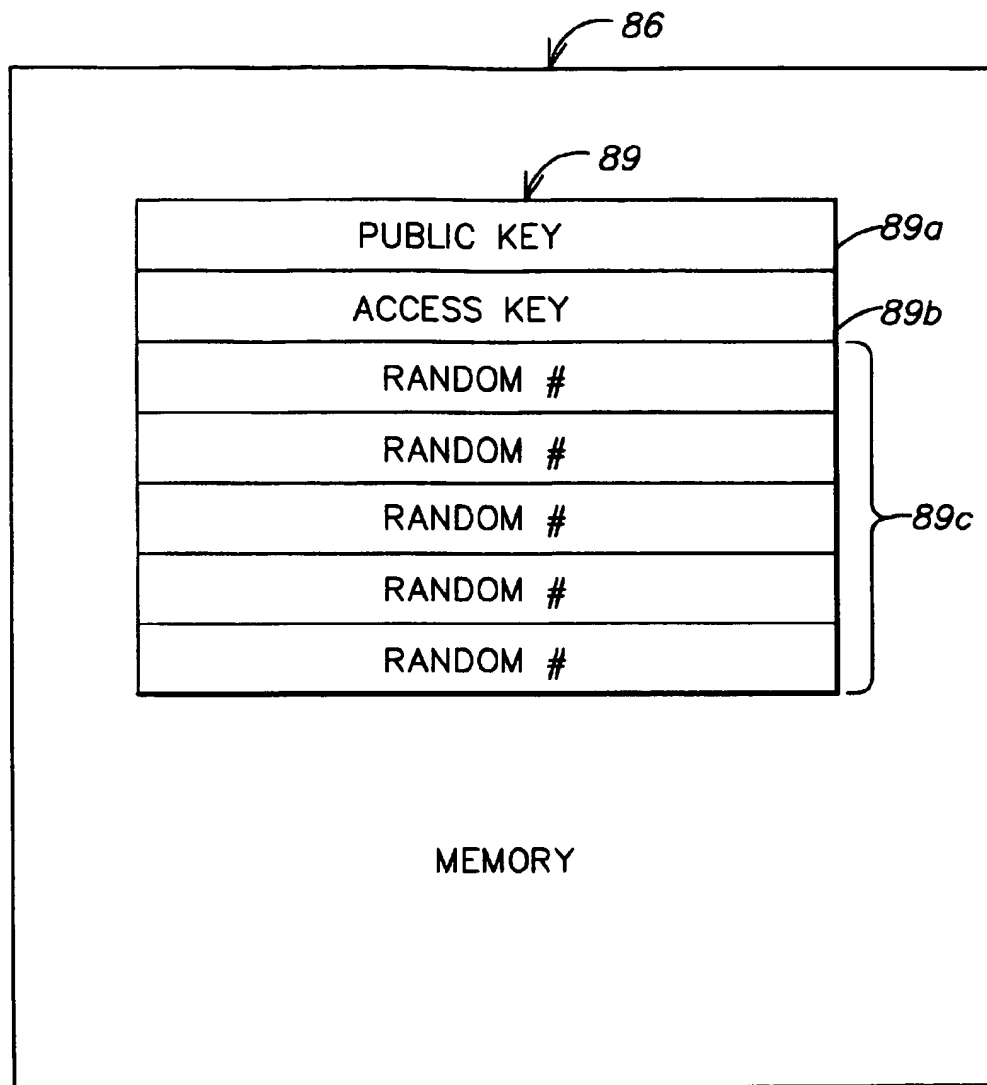 86
89
PUBLIC KEY
89a
ACCESS KEY
89b
RANDOM #
RANDOM #
RANDOM #
89c
RANDOM #
RANDOM #
MEMORY